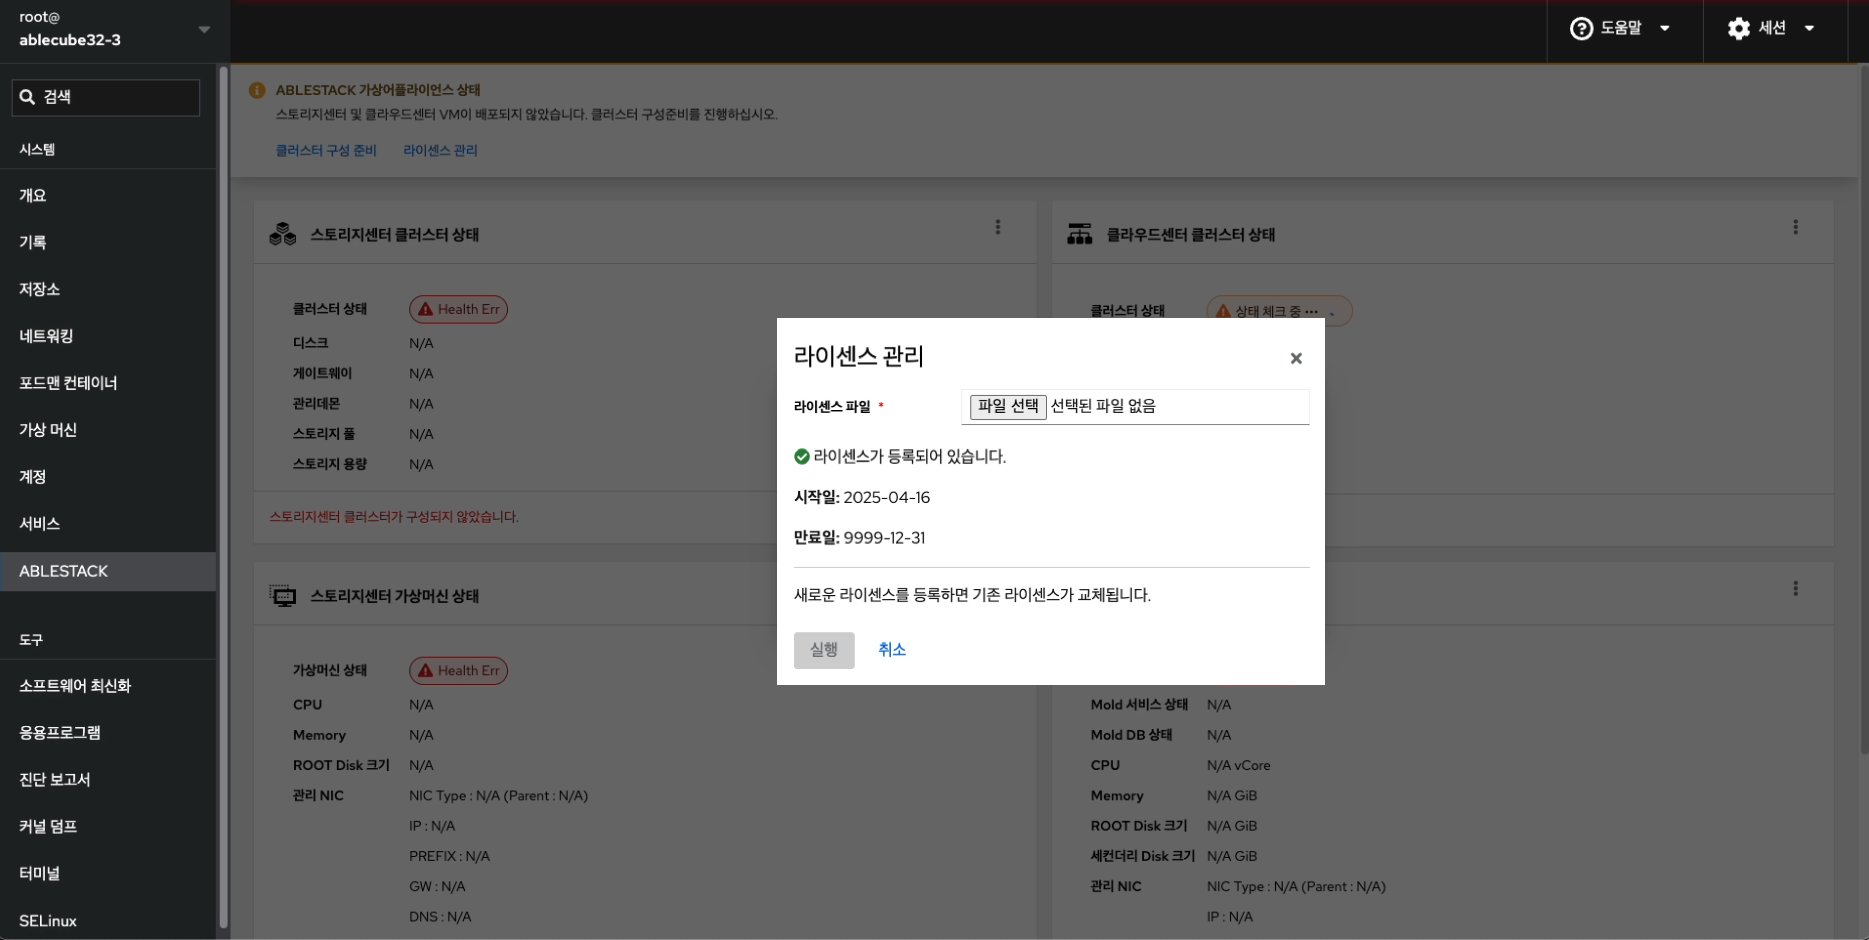 root@
ablecube32-3
도움말
세션
검색
시스템
개요
기록
저장소
네트워킹
포드맨 컨테이너
가상 머신
계정
서비스
ABLESTACK
도구
소프트웨어 최신화
응용프로그램
진단 보고서
커널 덤프
터미널
SELinux
ABLESTACK 가상어플라이언스 상태
스토리지센터 및 클라우드센터 VM이 배포되지 않았습니다. 클러스터 구성준비를 진행하십시오.
클러스터 구성 준비 라이센스 관리
스토리지센터 클러스터 상태
클러스터 상태 Health Err
디스크 N/A
게이트웨이 N/A
관리데몬 N/A
스토리지 풀 N/A
스토리지 용량 N/A
스토리지센터 클러스터가 구성되지 않았습니다.
클라우드센터 클러스터 상태
클러스터 상태 상태 체크 중 ...
라이센스 관리
라이센스 파일 *
파일 선택 선택된 파일 없음
라이센스가 등록되어 있습니다.
시작일: 2025-04-16
만료일: 9999-12-31
새로운 라이센스를 등록하면 기존 라이센스가 교체됩니다.
실행 취소
스토리지센터 가상머신 상태
가상머신 상태 Health Err
CPU N/A
Memory N/A
ROOT Disk 크기 N/A
관리 NIC NIC Type : N/A (Parent : N/A)
IP : N/A
PREFIX : N/A
GW : N/A
DNS : N/A
Mold 서비스 상태 N/A
Mold DB 상태 N/A
CPU N/A vCore
Memory N/A GiB
ROOT Disk 크기 N/A GiB
세컨더리 Disk 크기 N/A GiB
관리 NIC NIC Type : N/A (Parent : N/A)
IP : N/A